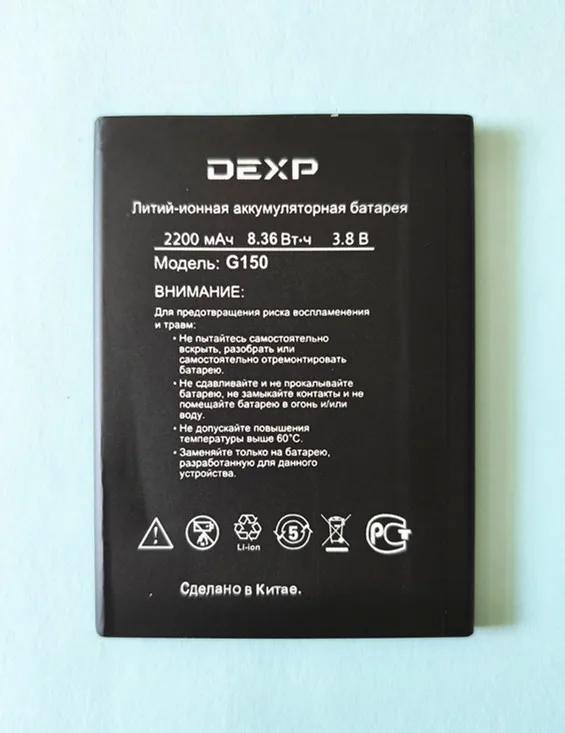 DEXP
Литий-ионная аккумуляторная батарея
2200 мАч 8.36 Вт·ч 3.8 В
Модель: G150
ВНИМАНИЕ:
Для предотвращения риска воспламенения
и травм:
• Не пытайтесь самостоятельно
вскрыть, разобрать или
самостоятельно отремонтировать
батарею.
• Не сдавливайте и не прокалывайте
батарею, не замыкайте контакты и не
помещайте батарею в огонь и/или
воду.
• Не допускайте повышения
температуры выше 60°C.
• Заменяйте только на батарею,
разработанную для данного
устройства.
5
Li-ion
РСТ
Сделано в Китае.